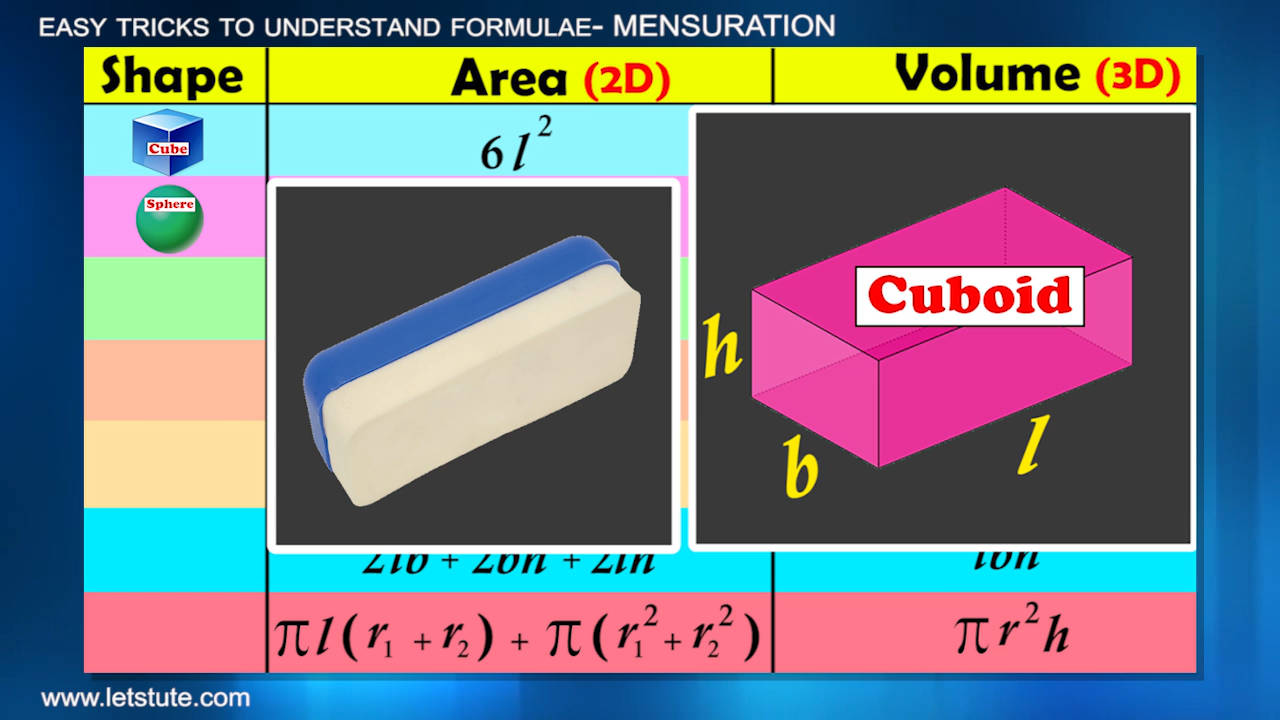 EASY TRICKS TO UNDERSTAND FORMULAE- MENSURATION
Shape Area (2D) Volume (3D)
Cube 6l²
Sphere
Cuboid
h
b l
2lb + 2bh + 2lh lbh
πl(r₁ + r₂) + π(r₁² + r₂²) πr²h
www.letstute.com